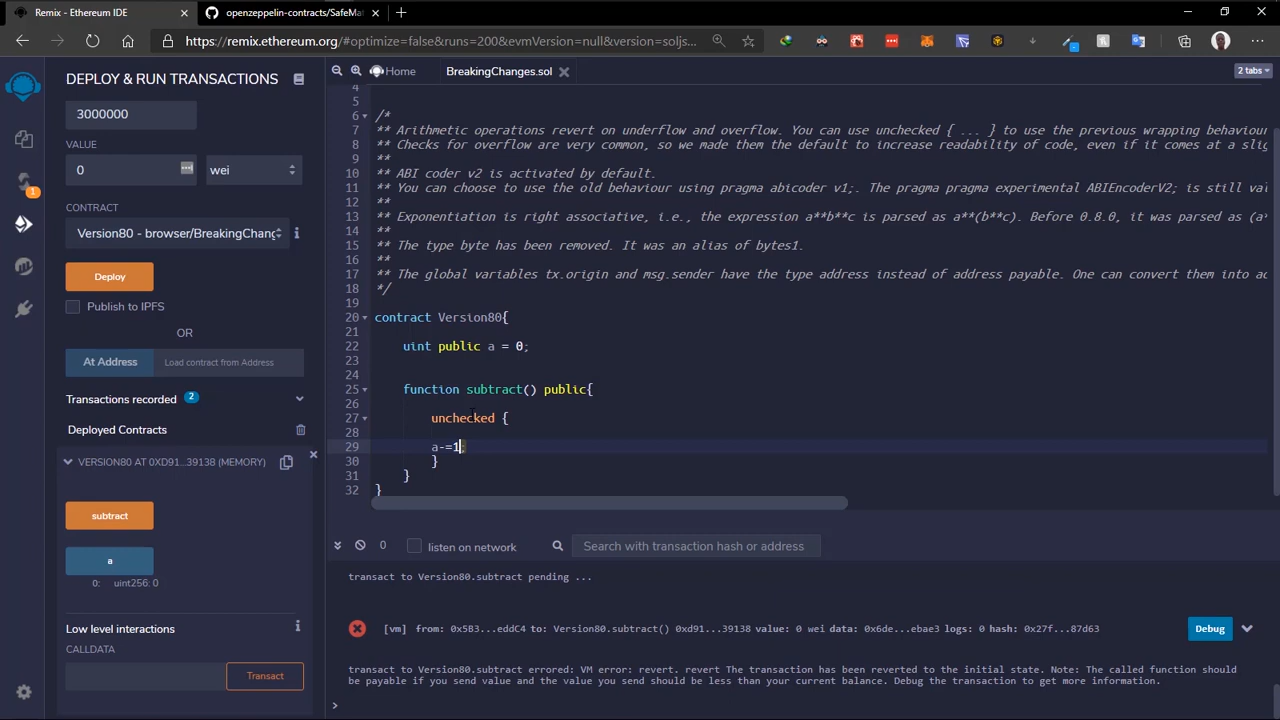 Remix - Ethereum IDE
openzeppelin-contracts/SafeMa
https://remix.ethereum.org/#optimize=false&runs=200&evmVersion=null&version=soljs...
DEPLOY & RUN TRANSACTIONS
3000000
VALUE
0
wei
CONTRACT
Version80 - browser/BreakingChang
Deploy
Publish to IPFS
OR
At Address
Load contract from Address
Transactions recorded
2
Deployed Contracts
VERSION80 AT 0XD91...39138 (MEMORY)
subtract
a
0: uint256: 0
Low level interactions
CALLDATA
Transact
1
Home
BreakingChanges.sol
2 tabs
4
5
6 /*
7 ** Arithmetic operations revert on underflow and overflow. You can use unchecked { ... } to use the previous wrapping behaviour
8 ** Checks for overflow are very common, so we made them the default to increase readability of code, even if it comes at a slig
9 **
10 ** ABI coder v2 is activated by default.
11 ** You can choose to use the old behaviour using pragma abicoder v1;. The pragma pragma experimental ABIEncoderV2; is still val
12 **
13 ** Exponentiation is right associative, i.e., the expression a**b**c is parsed as a**(b**c). Before 0.8.0, it was parsed as (a*
14 **
15 ** The type byte has been removed. It was an alias of bytes1.
16 **
17 ** The global variables tx.origin and msg.sender have the type address instead of address payable. One can convert them into ad
18 */
19
20 contract Version80{
21
22 uint public a = 0;
23
24
25 function subtract() public{
26
27 unchecked {
28
29 a-=1;
30 }
31 }
32 }
0
listen on network
Search with transaction hash or address
transact to Version80.subtract pending ...
[vm] from: 0x5B3...eddC4 to: Version80.subtract() 0xd91...39138 value: 0 wei data: 0x6de...ebae3 logs: 0 hash: 0x27f...87d63
Debug
transact to Version80.subtract errored: VM error: revert. revert The transaction has been reverted to the initial state. Note: The called function should
be payable if you send value and the value you send should be less than your current balance. Debug the transaction to get more information.
>